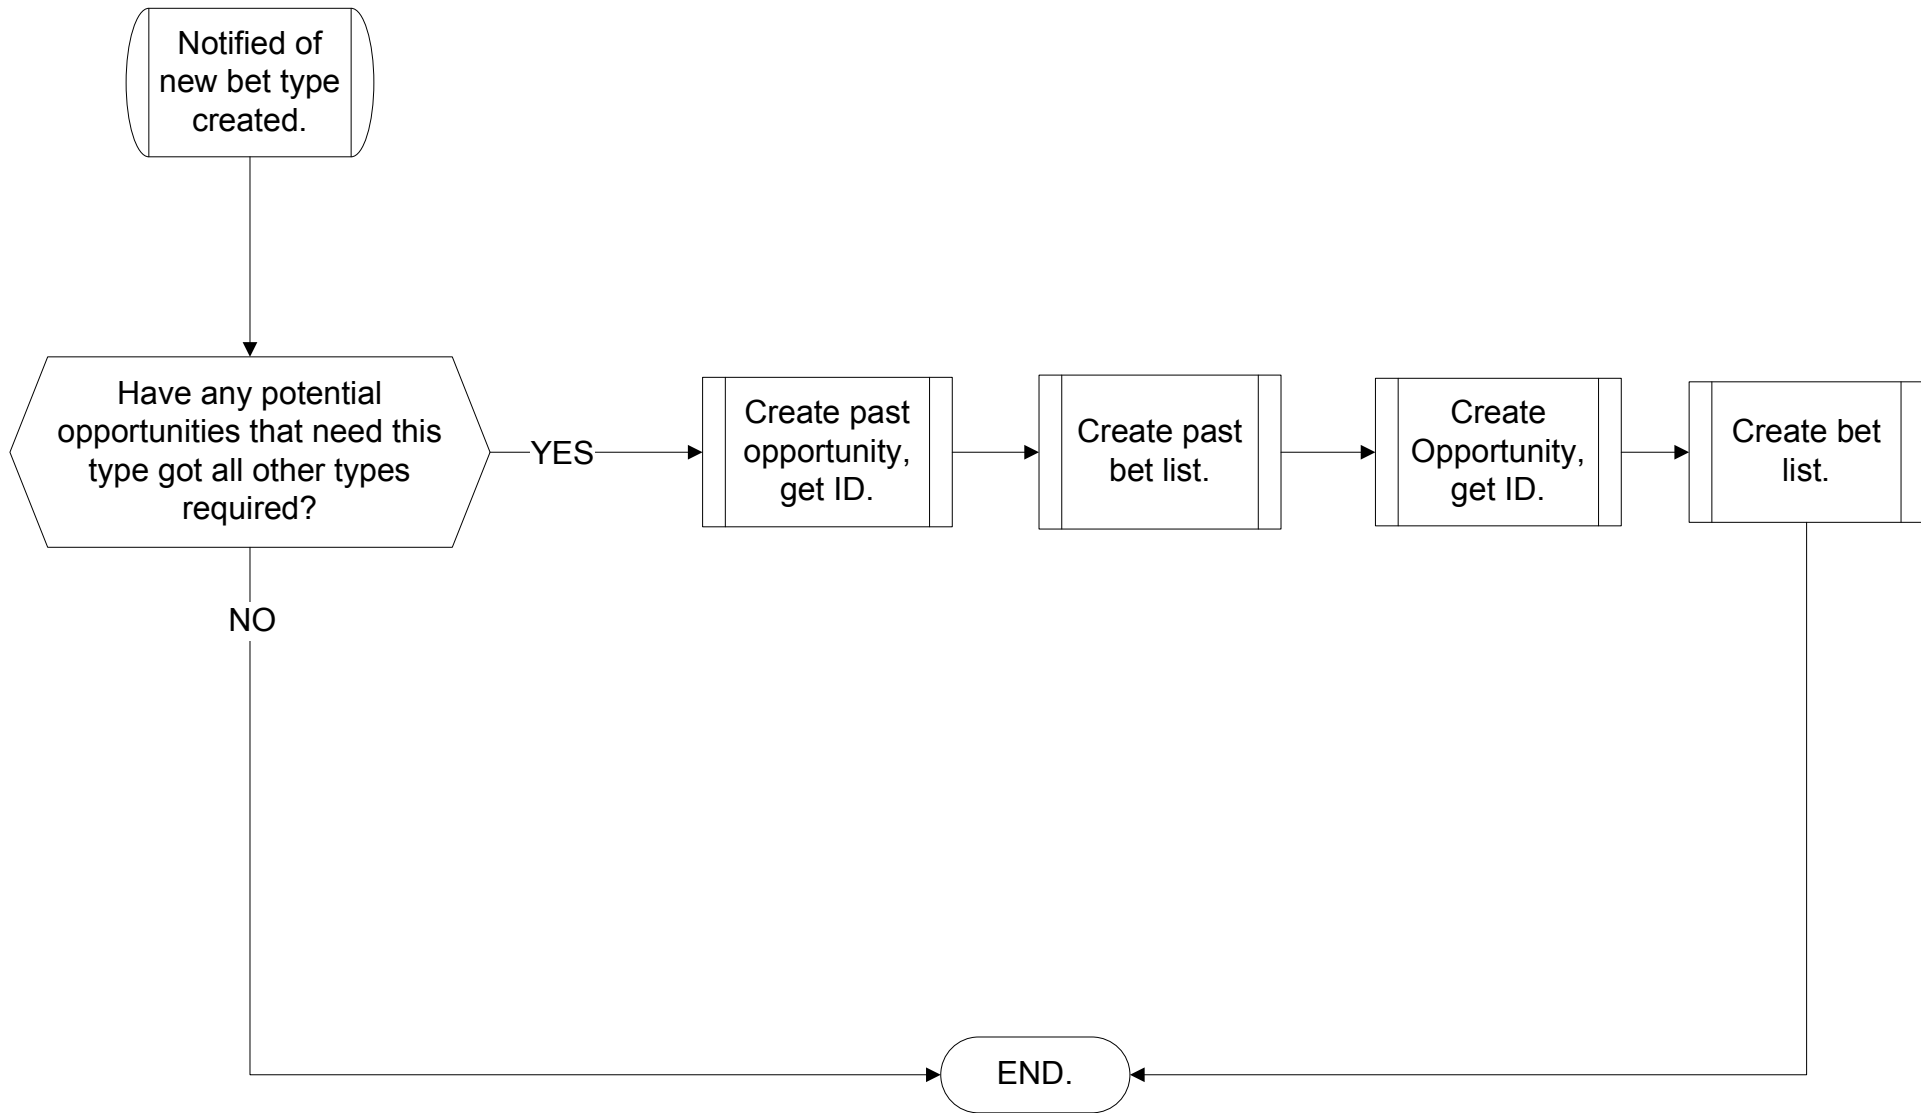 Notified of
new bet type
created.
Have any potential
opportunities that need this
type got all other types
required?
YES
Create past
opportunity,
get ID.
Create past
bet list.
Create
Opportunity,
get ID.
Create bet
list.
NO
END.